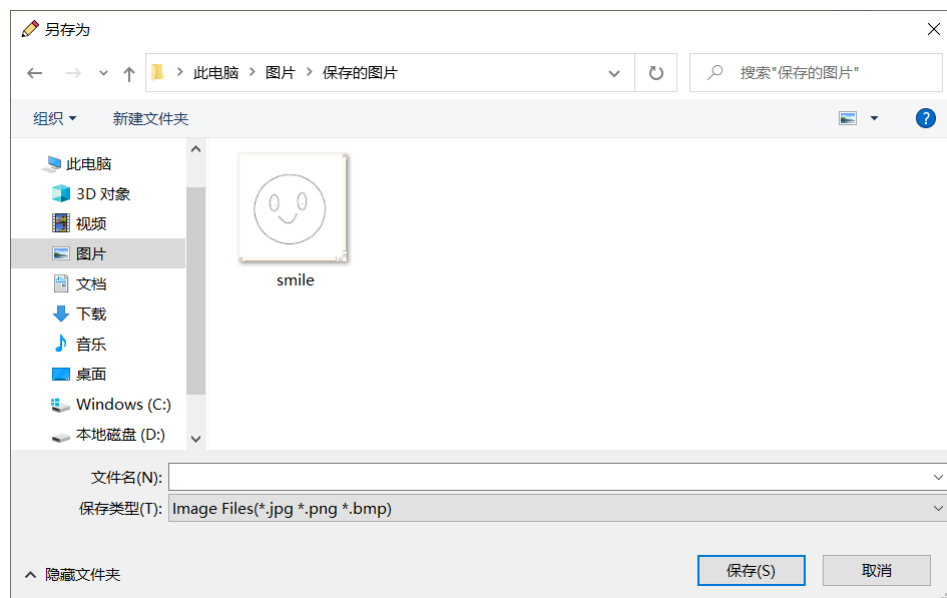 另存为
此电脑 > 图片 > 保存的图片
搜索"保存的图片"
组织
新建文件夹
此电脑
3D 对象
视频
图片
文档
下载
音乐
桌面
Windows (C:)
本地磁盘 (D:)
smile
文件名(N):
保存类型(T): Image Files(*.jpg *.png *.bmp)
隐藏文件夹
保存(S)
取消